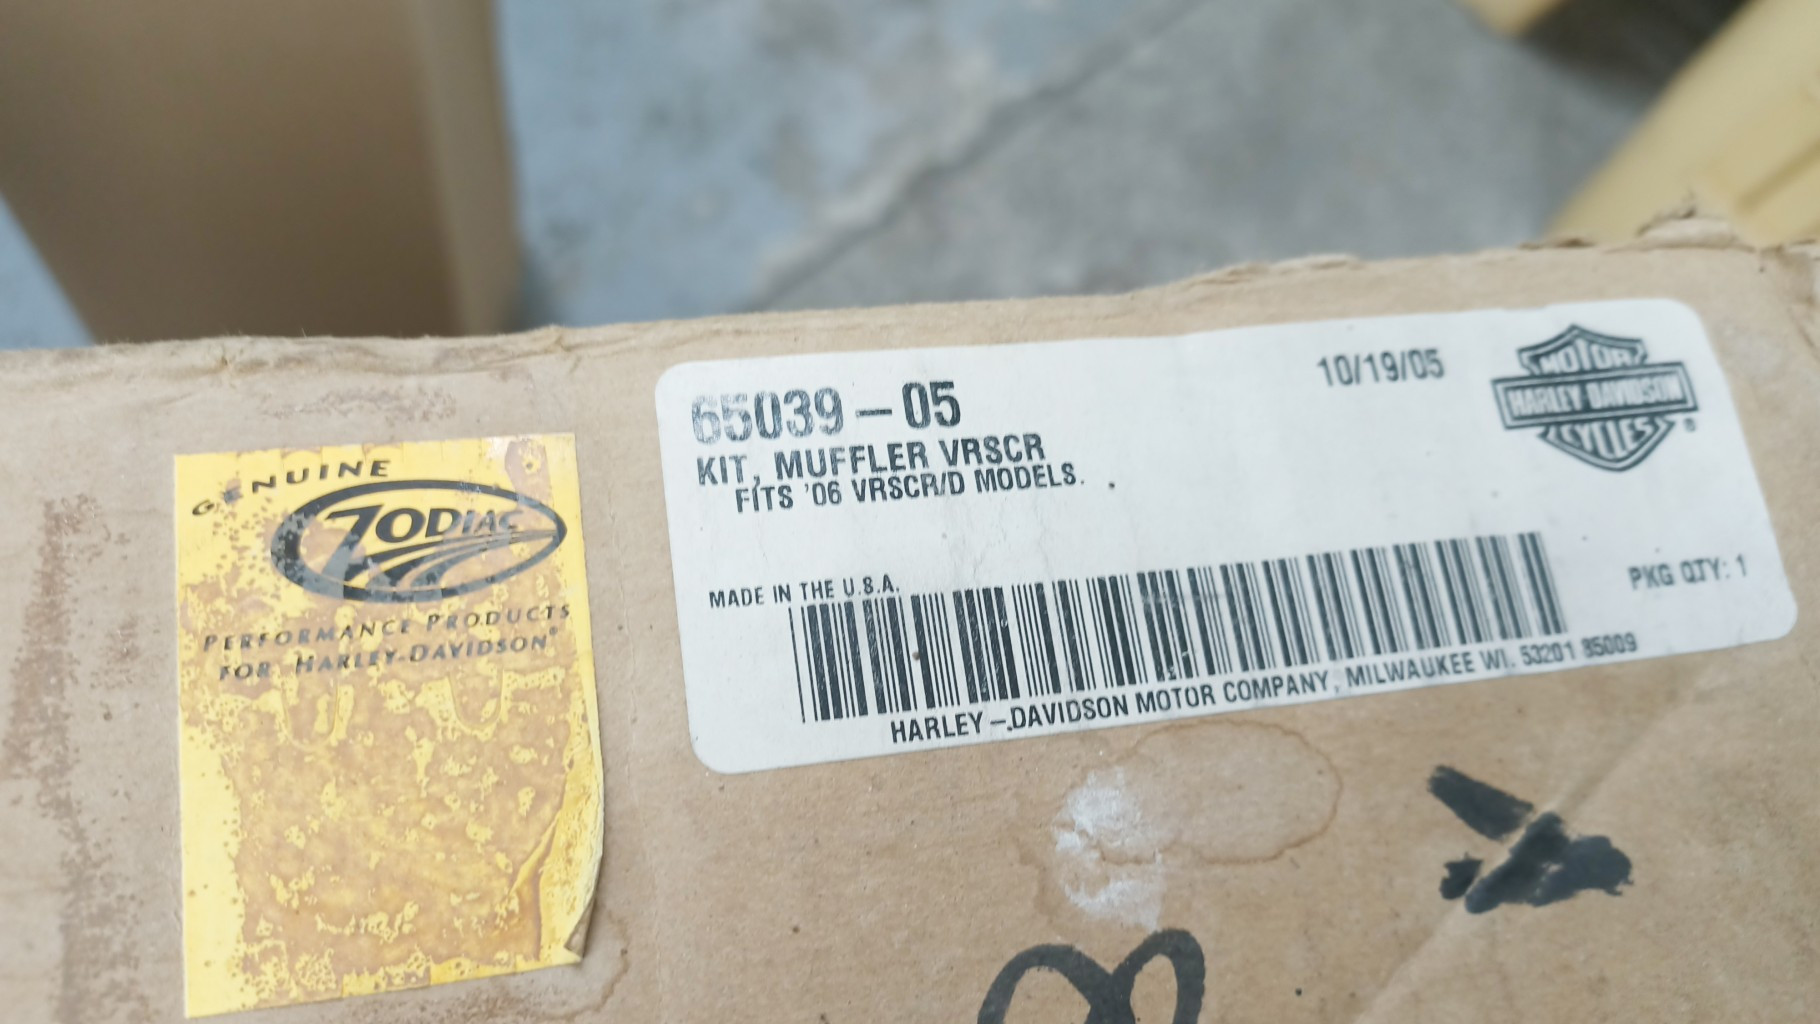 GENUINE
ZODIAC
PERFORMANCE PRODUCTS
FOR HARLEY-DAVIDSON®
65039-05
10/19/05
KIT, MUFFLER VRSCR
FITS '06 VRSCR/D MODELS.
MOTOR
HARLEY-DAVIDSON
CYCLES
®
MADE IN THE U.S.A.
PKG QTY: 1
HARLEY-DAVIDSON MOTOR COMPANY, MILWAUKEE WI. 53201 85009